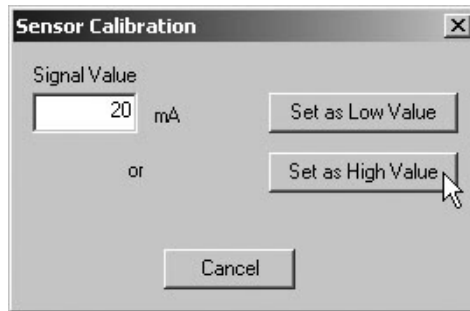 Sensor Calibration
Signal Value
20 mA
Set as Low Value
or
Set as High Value
Cancel